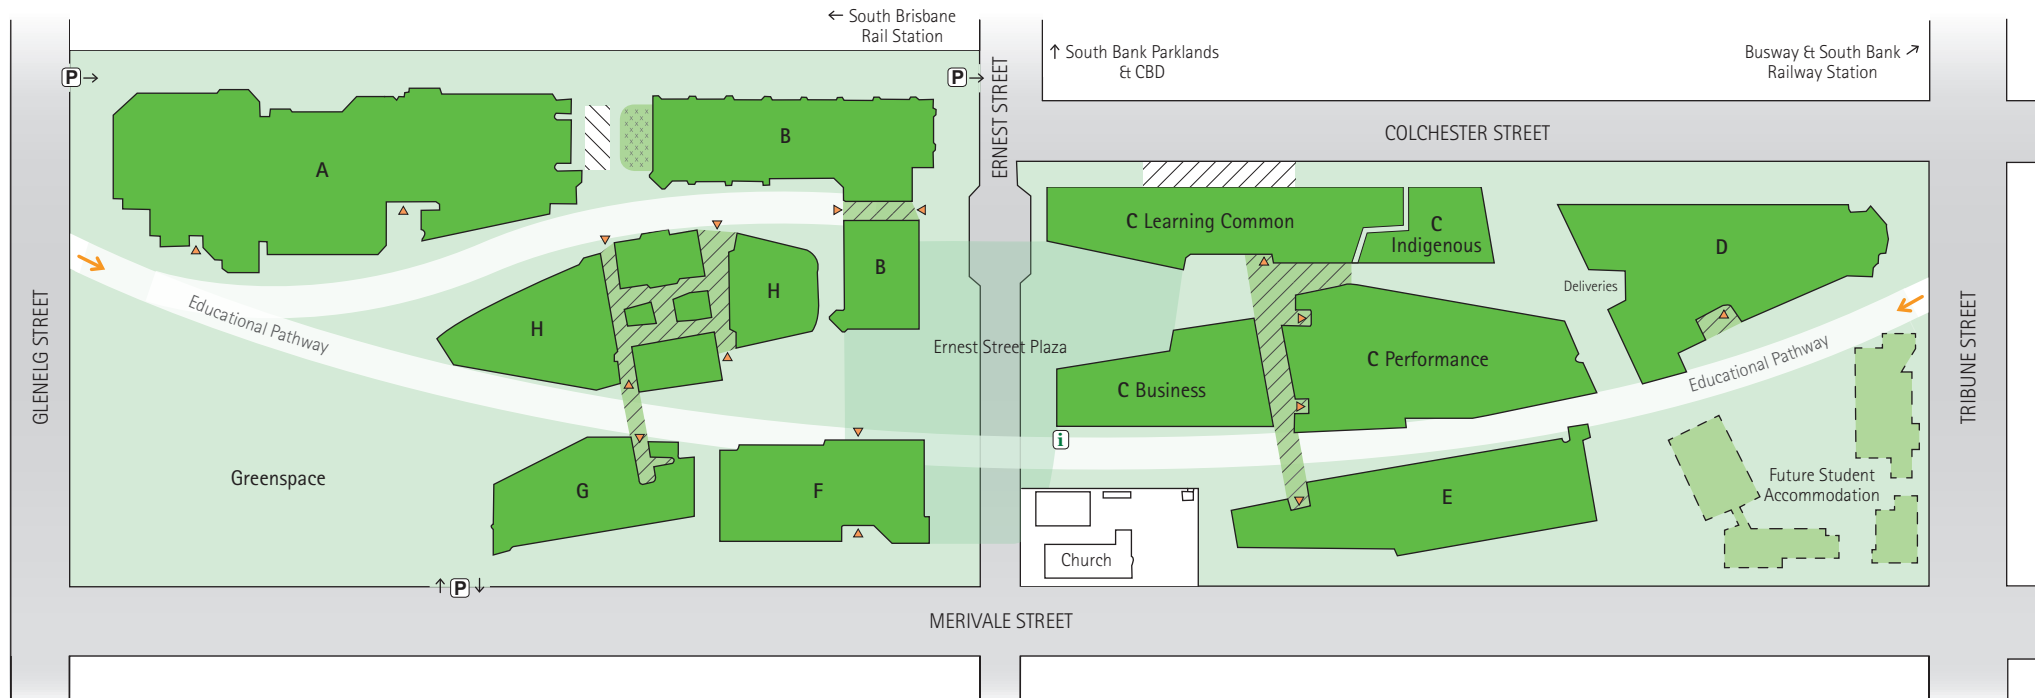 ← South Brisbane
Rail Station
↑ South Bank Parklands
& CBD
Busway & South Bank ↗
Railway Station
P →
P →
ERNEST STREET
COLCHESTER STREET
A
B
C Learning Common
C
Indigenous
D
B
H
H
Deliveries
GLENELG STREET
Educational Pathway
Ernest Street Plaza
C Business
C Performance
Educational Pathway
TRIBUNE STREET
i
Greenspace
G
F
E
Future Student
Accommodation
Church
↑ P ↓
MERIVALE STREET